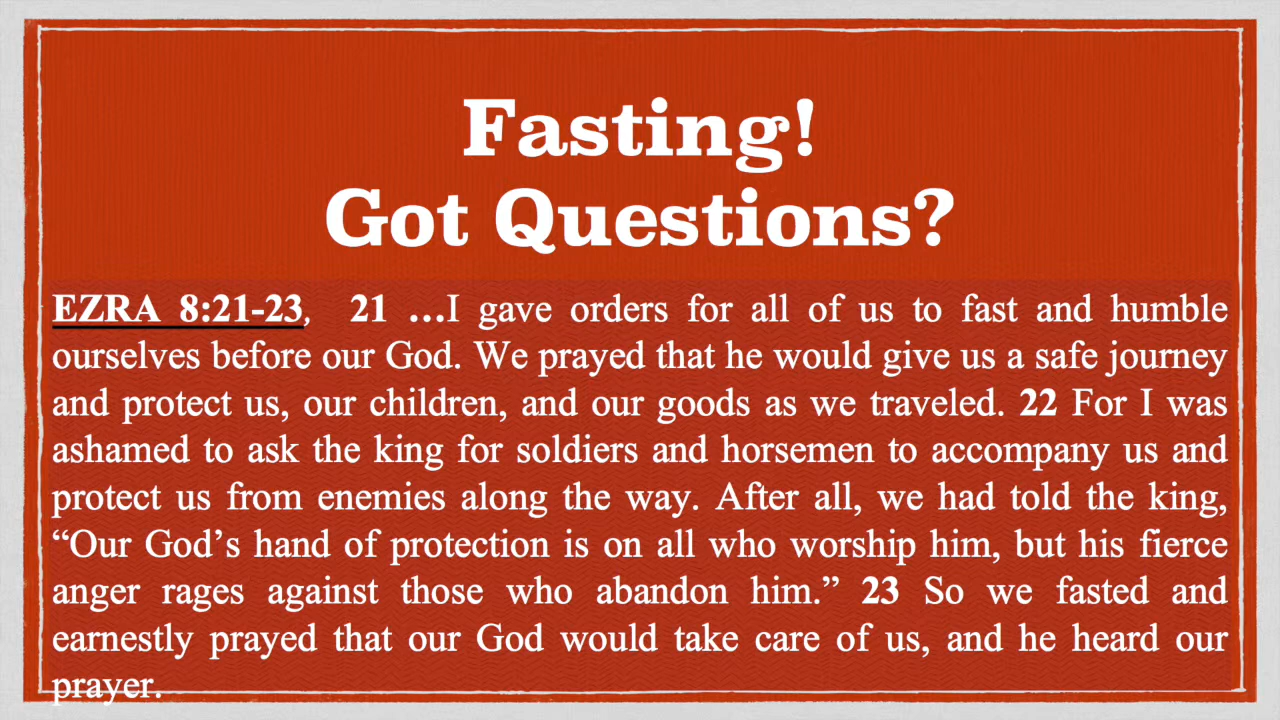 Fasting!
Got Questions?
EZRA 8:21-23, 21 …I gave orders for all of us to fast and humble
ourselves before our God. We prayed that he would give us a safe journey
and protect us, our children, and our goods as we traveled. 22 For I was
ashamed to ask the king for soldiers and horsemen to accompany us and
protect us from enemies along the way. After all, we had told the king,
“Our God’s hand of protection is on all who worship him, but his fierce
anger rages against those who abandon him.” 23 So we fasted and
earnestly prayed that our God would take care of us, and he heard our
prayer.